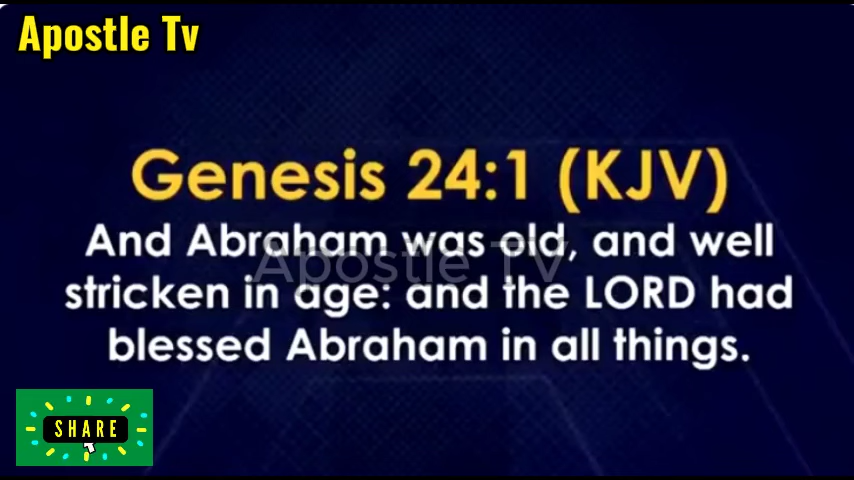 Apostle Tv
Genesis 24:1 (KJV)
And Abraham was old, and well
stricken in age: and the LORD had
blessed Abraham in all things.
Apostle TV
SHARE